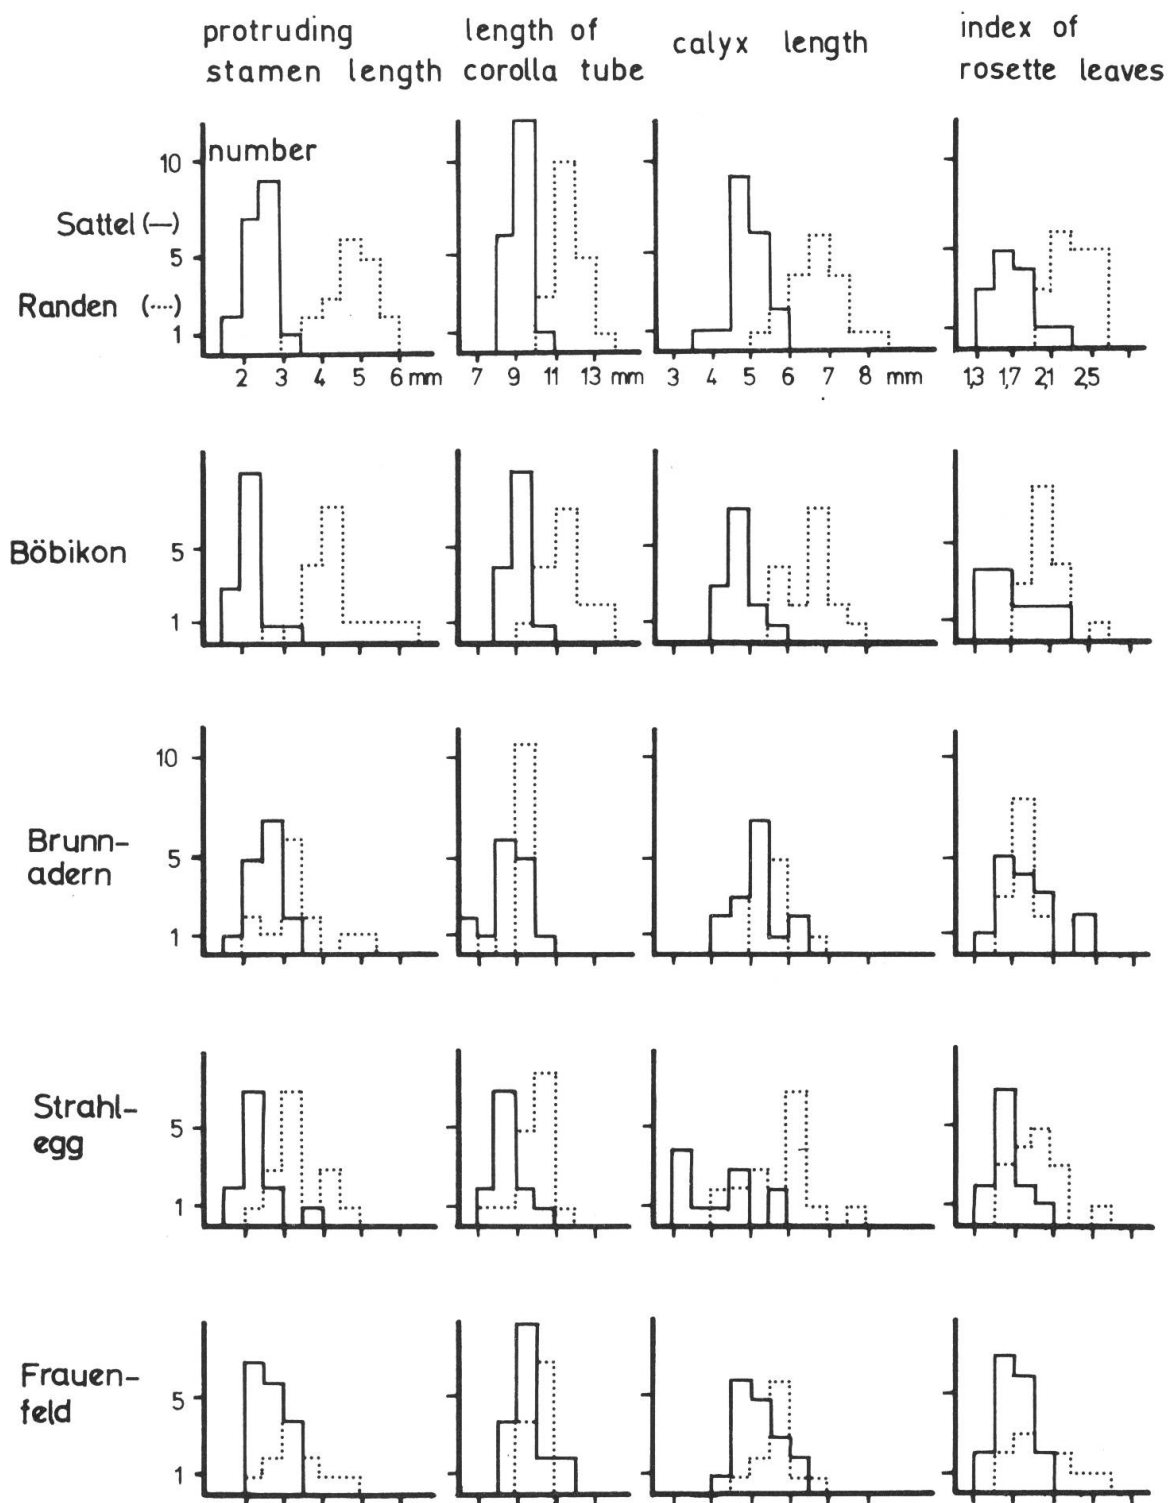 protruding
stamen length
length of
corolla tube
calyx length
index of
rosette leaves
number
10
Sattel (—)
5
Randen (....)
1
2 3 4 5 6 mm
7 9 11 13 mm
3 4 5 6 7 8 mm
1,3 1,7 2,1 2,5
Böbikon
5
1
10
Brunn-
adern
5
1
Strahl-
egg
5
1
Frauen-
feld
5
1